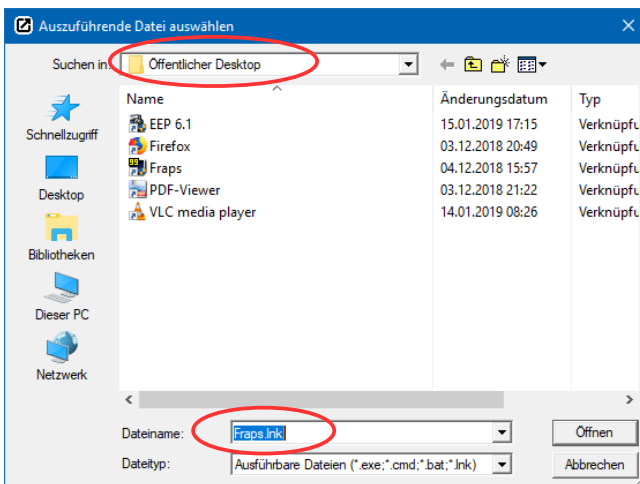 Auszuführende Datei auswählen
Suchen in: Öffentlicher Desktop
Name Änderungsdatum Typ
EEP 6.1 15.01.2019 17:15 Verknüpfu
Firefox 03.12.2018 20:49 Verknüpfu
Fraps 04.12.2018 15:57 Verknüpfu
PDF-Viewer 03.12.2018 21:22 Verknüpfu
VLC media player 14.01.2019 08:26 Verknüpfu
Schnellzugriff
Desktop
Bibliotheken
Dieser PC
Netzwerk
Dateiname: Fraps.lnk Öffnen
Dateityp: Ausführbare Dateien (*.exe;*.cmd;*.bat;*.lnk) Abbrechen